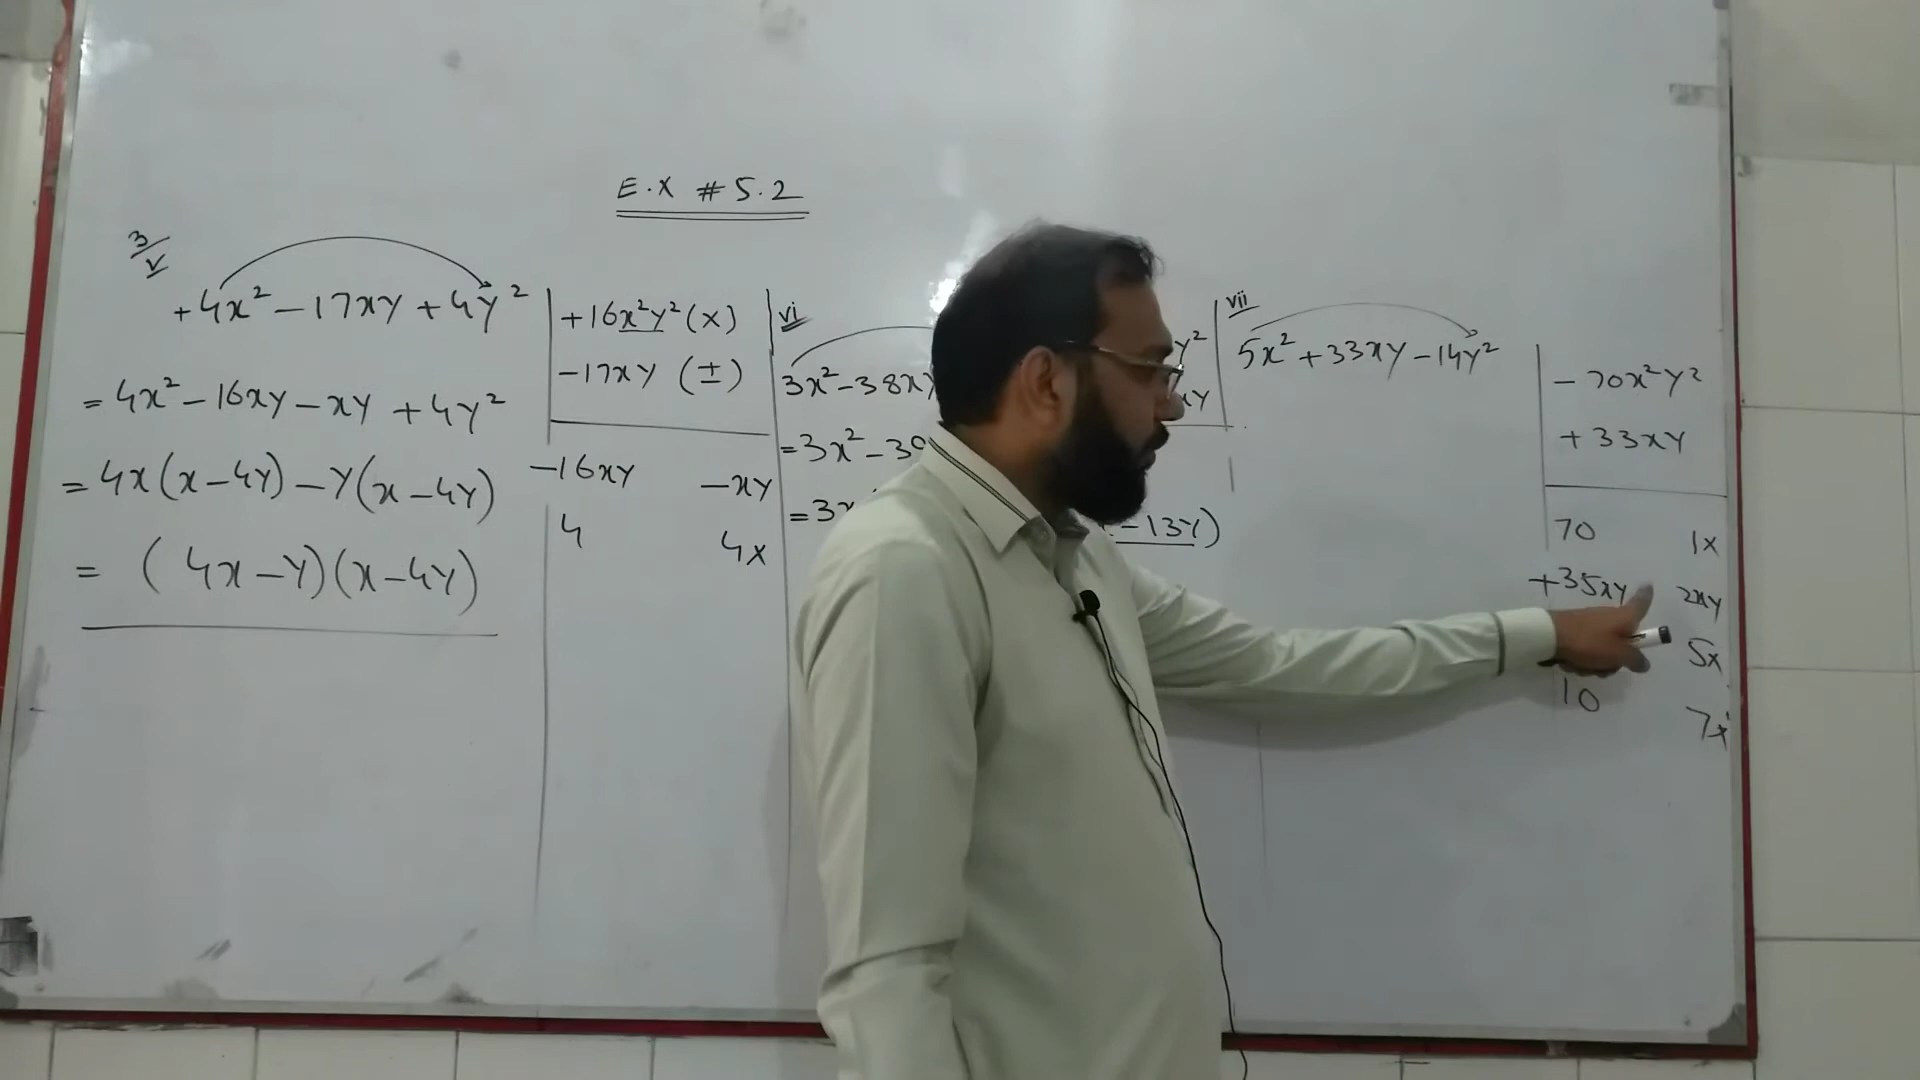 E.X # 5.2
3/v
+4x² - 17xy + 4y²
= 4x² - 16xy - xy + 4y²
= 4x(x - 4y) - y(x - 4y)
= (4x - y)(x - 4y)
+16x²y² (x)
-17xy (±)
-16xy -xy
4 4x
vi
3x² - 38xy y²
xy
= 3x² - 3
= 3x - 13y)
vii
5x² + 33xy - 14y²
- 70x²y²
+ 33xy
70 1x
+35xy 2xy
5x
10 7x